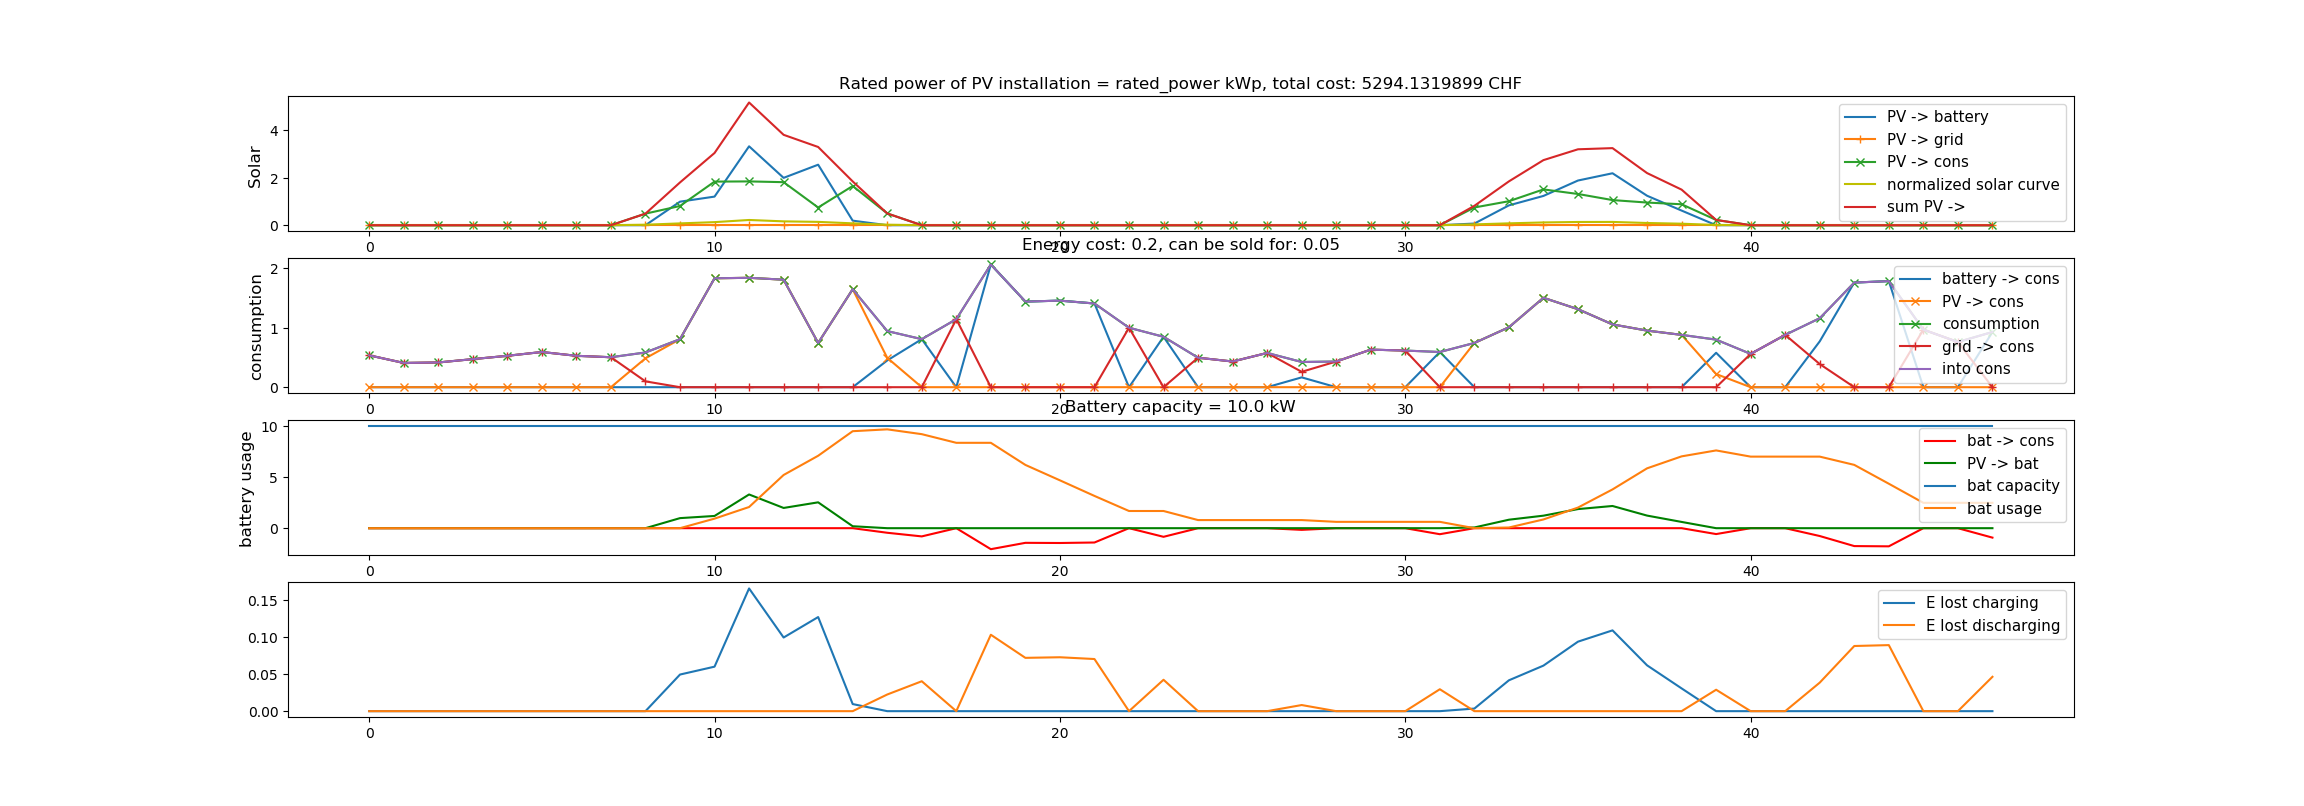 Rated power of PV installation = rated_power kWp, total cost: 5294.1319899 CHF
Solar
4
2
0
PV -> battery
PV -> grid
PV -> cons
normalized solar curve
sum PV ->
0 10 20 30 40
Energy cost: 0.2, can be sold for: 0.05
consumption
2
1
0
battery -> cons
PV -> cons
consumption
grid -> cons
into cons
0 10 20 30 40
Battery capacity = 10.0 kW
battery usage
10
5
0
bat -> cons
PV -> bat
bat capacity
bat usage
0 10 20 30 40
0.15
0.10
0.05
0.00
E lost charging
E lost discharging
0 10 20 30 40